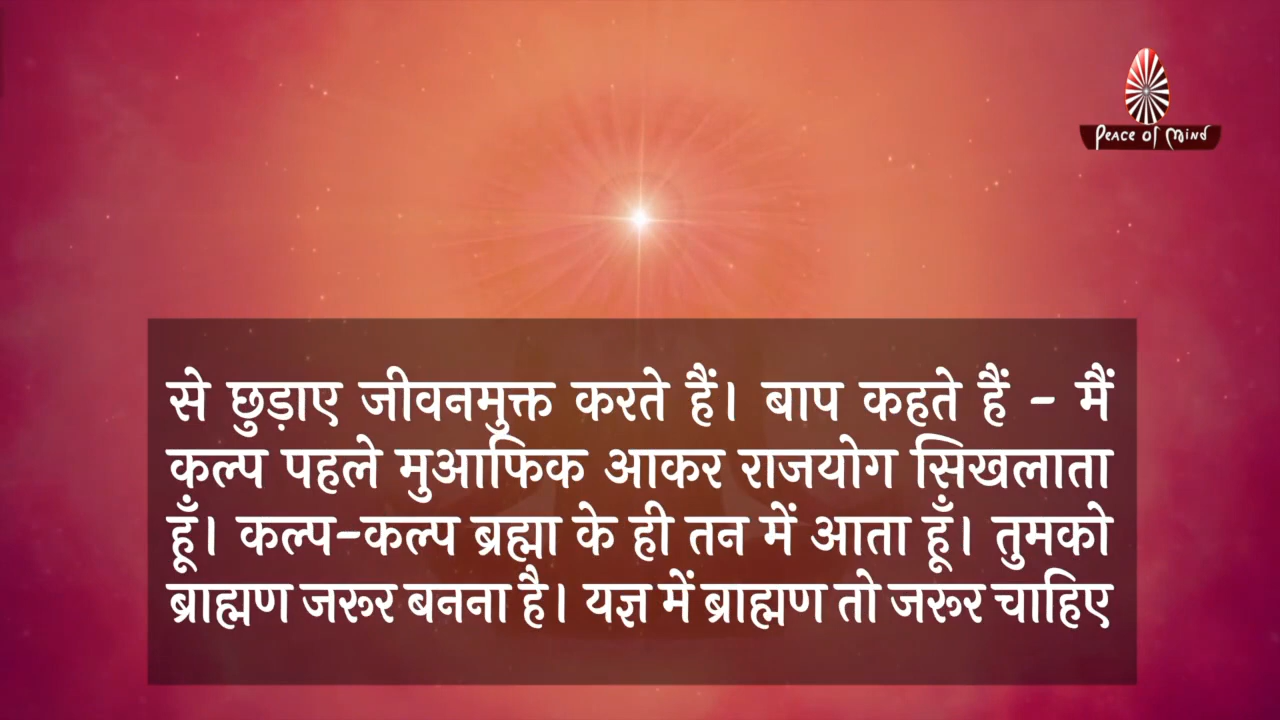 Peace of Mind
से छुड़ाए जीवनमुक्त करते हैं। बाप कहते हैं - मैं
कल्प पहले मुआफिक आकर राजयोग सिखलाता
हूँ। कल्प-कल्प ब्रह्मा के ही तन में आता हूँ। तुमको
ब्राह्मण जरूर बनना है। यज्ञ में ब्राह्मण तो जरूर चाहिए